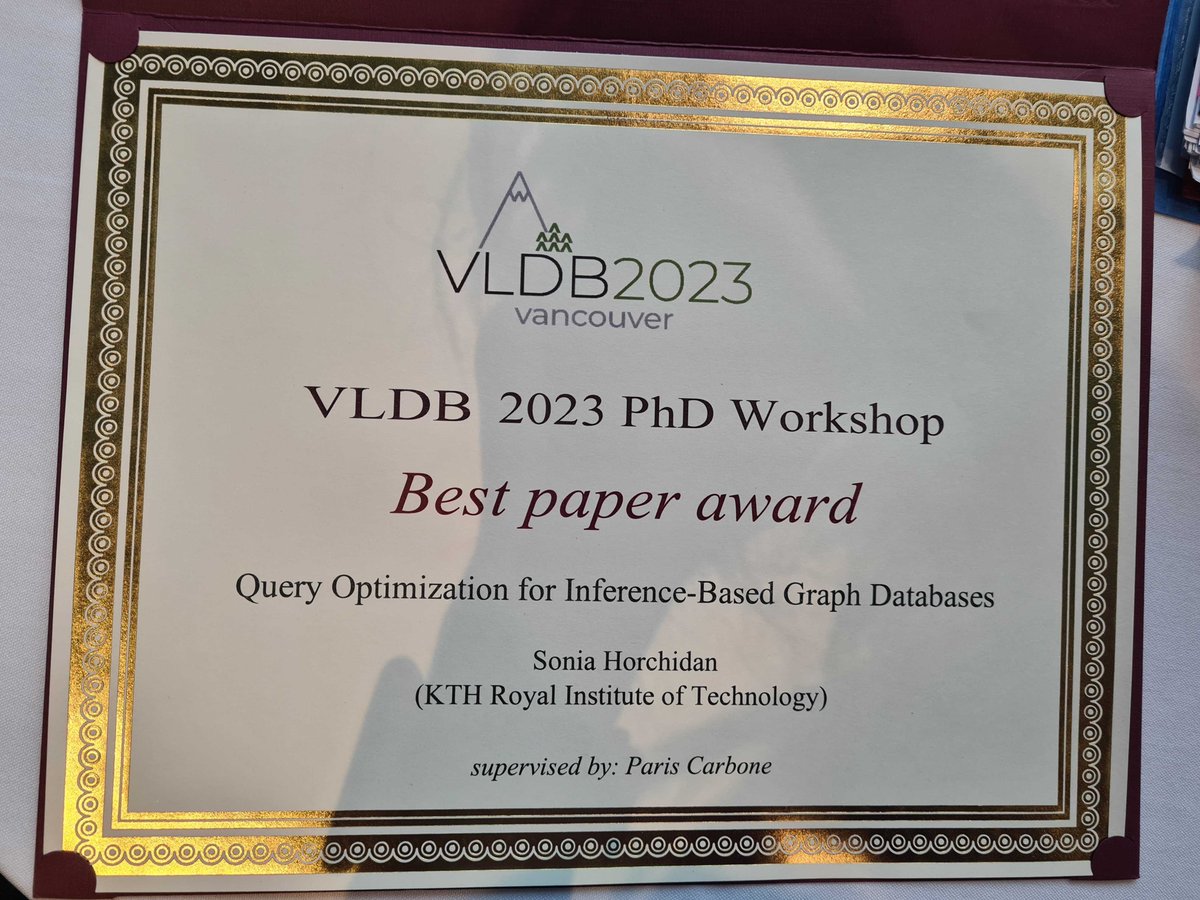 VLDB2023
vancouver
VLDB 2023 PhD Workshop
Best paper award
Query Optimization for Inference-Based Graph Databases
Sonia Horchidan
(KTH Royal Institute of Technology)
supervised by: Paris Carbone